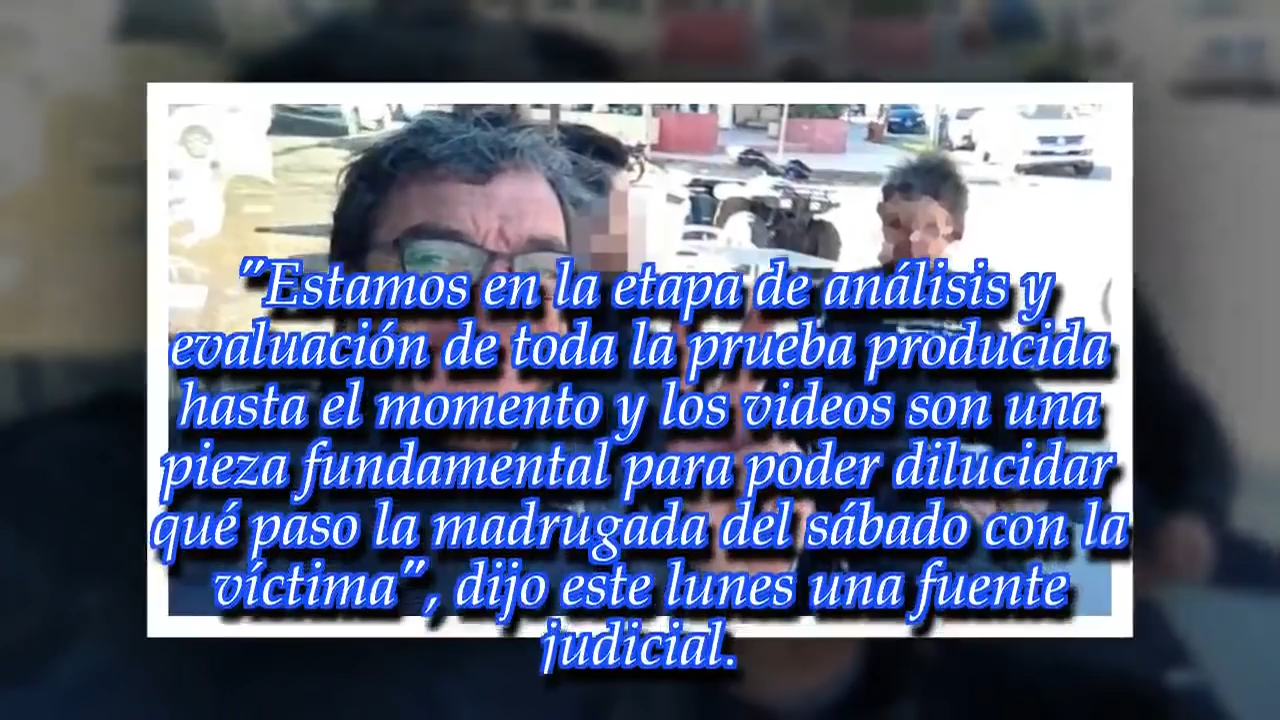 "Estamos en la etapa de análisis y
evaluación de toda la prueba producida
hasta el momento y los videos son una
pieza fundamental para poder dilucidar
qué paso la madrugada del sábado con la
víctima", dijo este lunes una fuente
judicial.